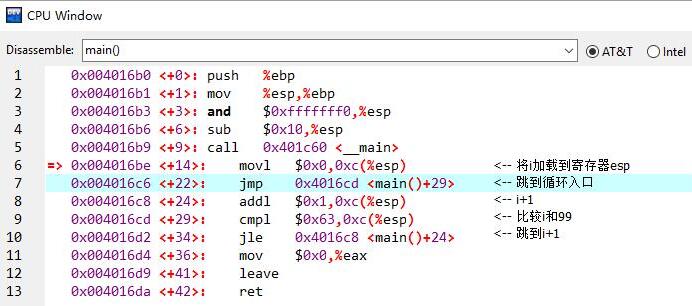 CPU Window
Disassemble: main() AT&T Intel
1 0x004016b0 <+0>: push %ebp
2 0x004016b1 <+1>: mov %esp,%ebp
3 0x004016b3 <+3>: and $0xfffffff0,%esp
4 0x004016b6 <+6>: sub $0x10,%esp
5 0x004016b9 <+9>: call 0x401c60 <__main>
6 => 0x004016be <+14>: movl $0x0,0xc(%esp) <-- 将i加载到寄存器esp
7 0x004016c6 <+22>: jmp 0x4016cd <main()+29> <-- 跳到循环入口
8 0x004016c8 <+24>: addl $0x1,0xc(%esp) <-- i+1
9 0x004016cd <+29>: cmpl $0x63,0xc(%esp) <-- 比较i和99
10 0x004016d2 <+34>: jle 0x4016c8 <main()+24> <-- 跳到i+1
11 0x004016d4 <+36>: mov $0x0,%eax
12 0x004016d9 <+41>: leave
13 0x004016da <+42>: ret